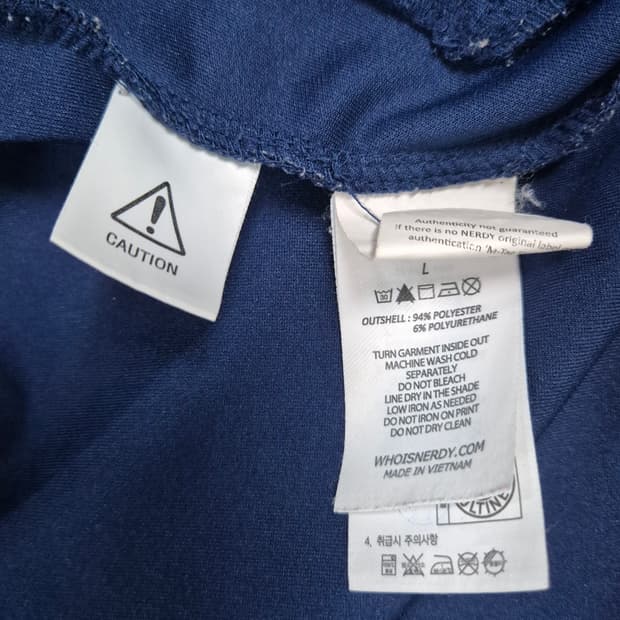 CAUTION
Authenticity not guaranteed
if there is no NERDY original label
authentication
L
30
OUTSHELL : 94% POLYESTER
6% POLYURETHANE
TURN GARMENT INSIDE OUT
MACHINE WASH COLD
SEPARATELY
DO NOT BLEACH
LINE DRY IN THE SHADE
LOW IRON AS NEEDED
DO NOT IRON ON PRINT
DO NOT DRY CLEAN
WHOISNERDY.COM
MADE IN VIETNAM
4. 취급시 주의사항